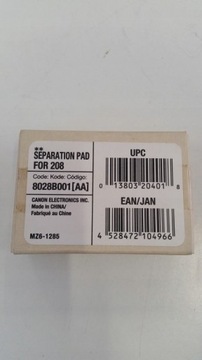 **
SEPARATION PAD
FOR 208
Code: Kode: Código:
8028B001[AA]
CANON ELECTRONICS INC.
Made in CHINA/
Fabriqué au Chine
MZ6-1285
UPC
0 13803 20401 8
EAN/JAN
4 528472 104966